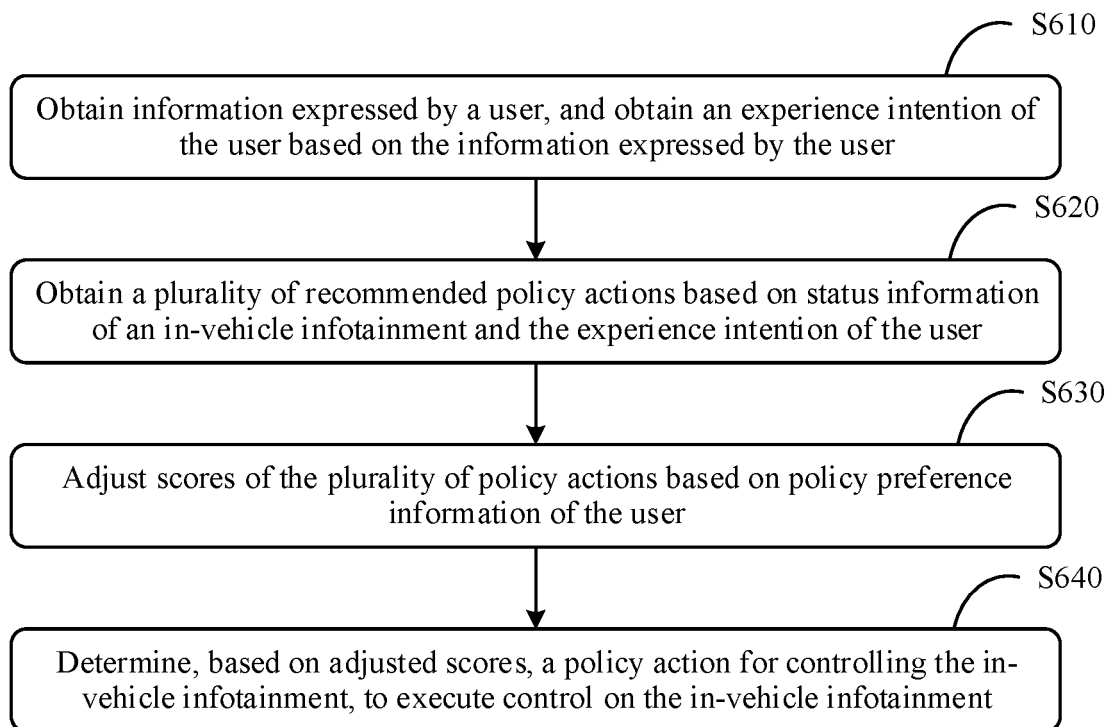 S610
Obtain information expressed by a user, and obtain an experience intention
of the user based on the information expressed by the user
S620
Obtain a plurality of recommended policy actions based on status information
of an in-vehicle infotainment and the experience intention of the user
S630
Adjust scores of the plurality of policy actions based on policy preference
information of the user
S640
Determine, based on adjusted scores, a policy action for controlling the in-
vehicle infotainment, to execute control on the in-vehicle infotainment